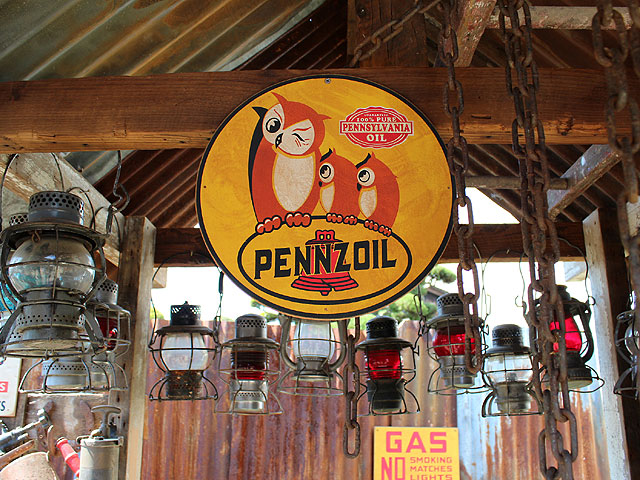 GUARANTEED
100% PURE
PENNSYLVANIA
OIL
PENNZOIL
GAS
NO SMOKING
MATCHES
LIGHTS